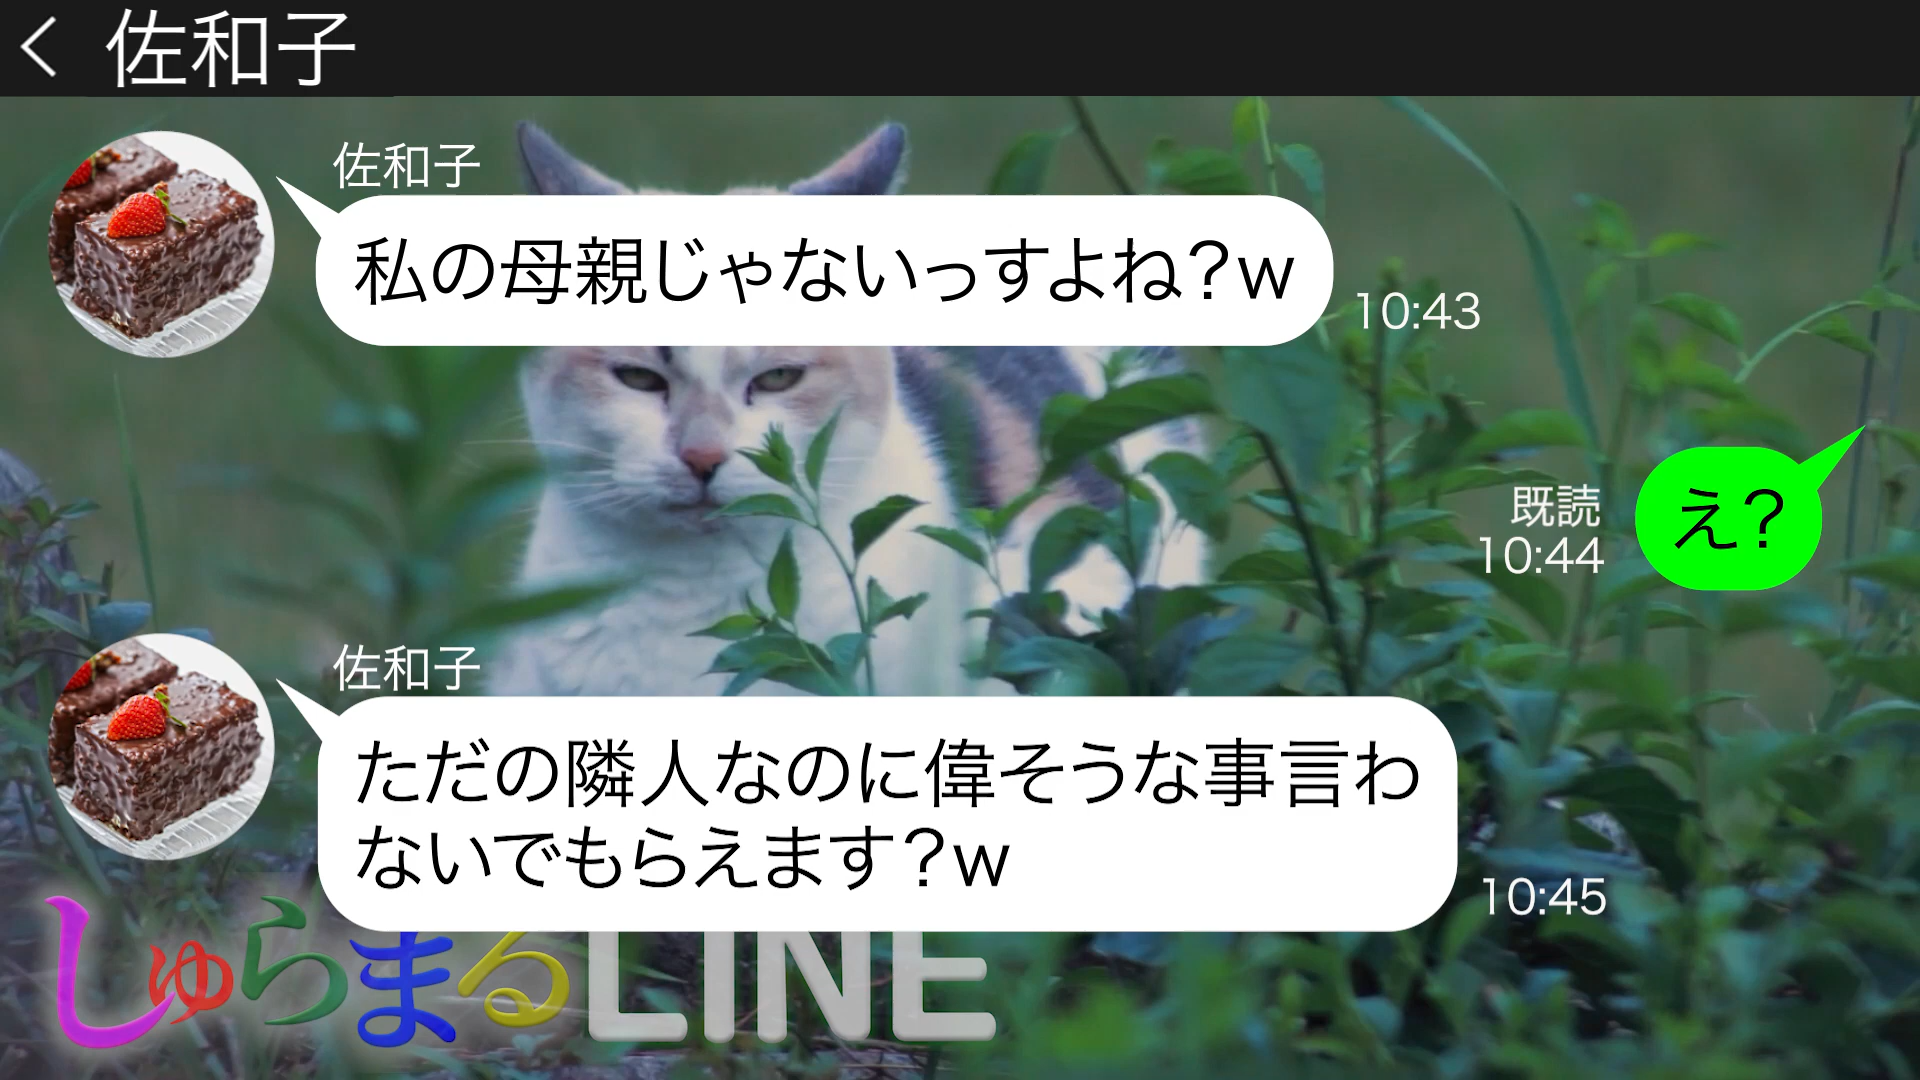 佐和子
佐和子
私の母親じゃないっすよね？w
10:43
え？
既読
10:44
佐和子
ただの隣人なのに偉そうな事言わ
ないでもらえます？w
10:45
しゅらまるLINE